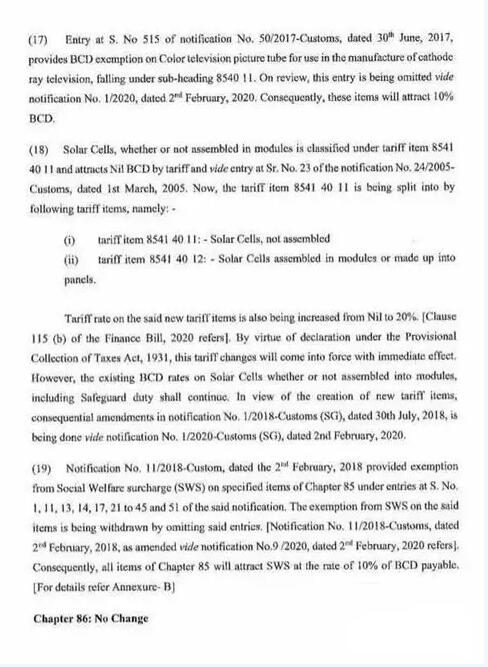 (17) Entry at S. No 515 of notification No. 50/2017-Customs, dated 30th June, 2017,
provides BCD exemption on Color television picture tube for use in the manufacture of cathode
ray television, falling under sub-heading 8540 11. On review, this entry is being omitted vide
notification No. 1/2020, dated 2nd February, 2020. Consequently, these items will attract 10%
BCD.
(18) Solar Cells, whether or not assembled in modules is classified under tariff item 8541
40 11 and attracts Nil BCD by tariff and vide entry at Sr. No. 23 of the notification No. 24/2005-
Customs, dated 1st March, 2005. Now, the tariff item 8541 40 11 is being split into by
following tariff items, namely: -
(i) tariff item 8541 40 11: - Solar Cells, not assembled
(ii) tariff item 8541 40 12: - Solar Cells assembled in modules or made up into
panels.
Tariff rate on the said new tariff items is also being increased from Nil to 20%. [Clause
115 (b) of the Finance Bill, 2020 refers]. By virtue of declaration under the Provisional
Collection of Taxes Act, 1931, this tariff changes will come into force with immediate effect.
However, the existing BCD rates on Solar Cells whether or not assembled into modules,
including Safeguard duty shall continue. In view of the creation of new tariff items,
consequential amendments in notification No. 1/2018-Customs (SG), dated 30th July, 2018, is
being done vide notification No. 1/2020-Customs (SG), dated 2nd February, 2020.
(19) Notification No. 11/2018-Custom, dated the 2nd February, 2018 provided exemption
from Social Welfare surcharge (SWS) on specified items of Chapter 85 under entries at S. No.
1, 11, 13, 14, 17, 21 to 45 and 51 of the said notification. The exemption from SWS on the said
items is being withdrawn by omitting said entries. [Notification No. 11/2018-Customs, dated
2nd February, 2018, as amended vide notification No.9 /2020, dated 2nd February, 2020 refers].
Consequently, all items of Chapter 85 will attract SWS at the rate of 10% of BCD payable.
[For details refer Annexure- B]
Chapter 86: No Change